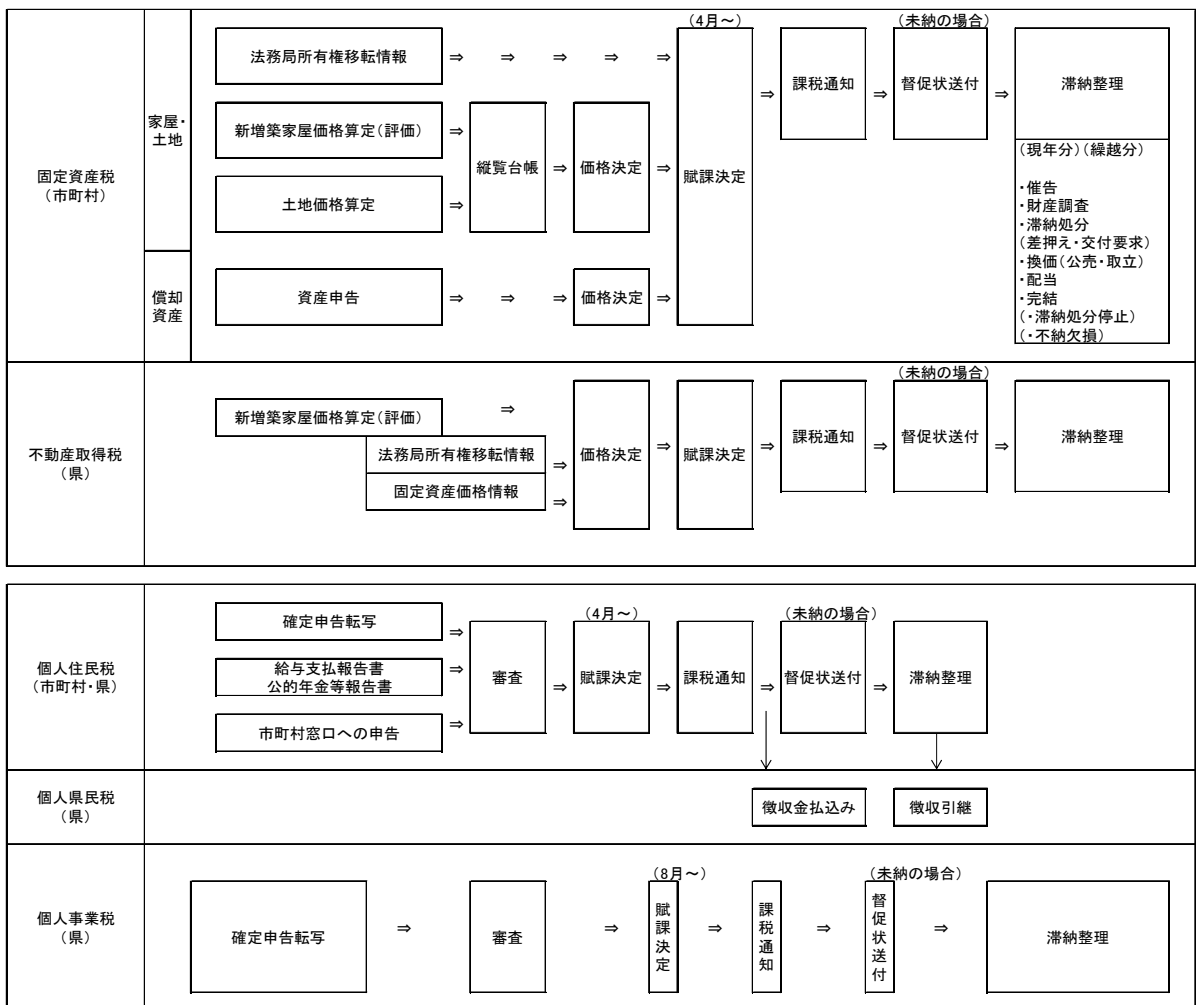 固定資産税
（市町村）
家屋・
土地
法務局所有権移転情報
⇒ ⇒ ⇒ ⇒ ⇒
新増築家屋価格算定（評価）
⇒
土地価格算定
⇒
縦覧台帳
⇒
価格決定
⇒
償却
資産
資産申告
⇒ ⇒ ⇒
価格決定
⇒
（4月～）
賦課決定
⇒
課税通知
⇒
（未納の場合）
督促状送付
⇒
滞納整理
（現年分）（繰越分）
・催告
・財産調査
・滞納処分
（差押え・交付要求）
・換価（公売・取立）
・配当
・完結
（・滞納処分停止）
（・不納欠損）
不動産取得税
（県）
新増築家屋価格算定（評価）
⇒
法務局所有権移転情報
⇒
固定資産価格情報
⇒
価格決定
⇒
賦課決定
⇒
課税通知
⇒
（未納の場合）
督促状送付
⇒
滞納整理
個人住民税
（市町村・県）
確定申告転写
⇒
給与支払報告書
公的年金等報告書
⇒
市町村窓口への申告
⇒
審査
⇒
（4月～）
賦課決定
⇒
課税通知
⇒
（未納の場合）
督促状送付
⇒
滞納整理
個人県民税
（県）
徴収金払込み
徴収引継
個人事業税
（県）
確定申告転写
⇒
審査
⇒
（8月～）
賦課決定
⇒
課税通知
⇒
（未納の場合）
督促状送付
⇒
滞納整理